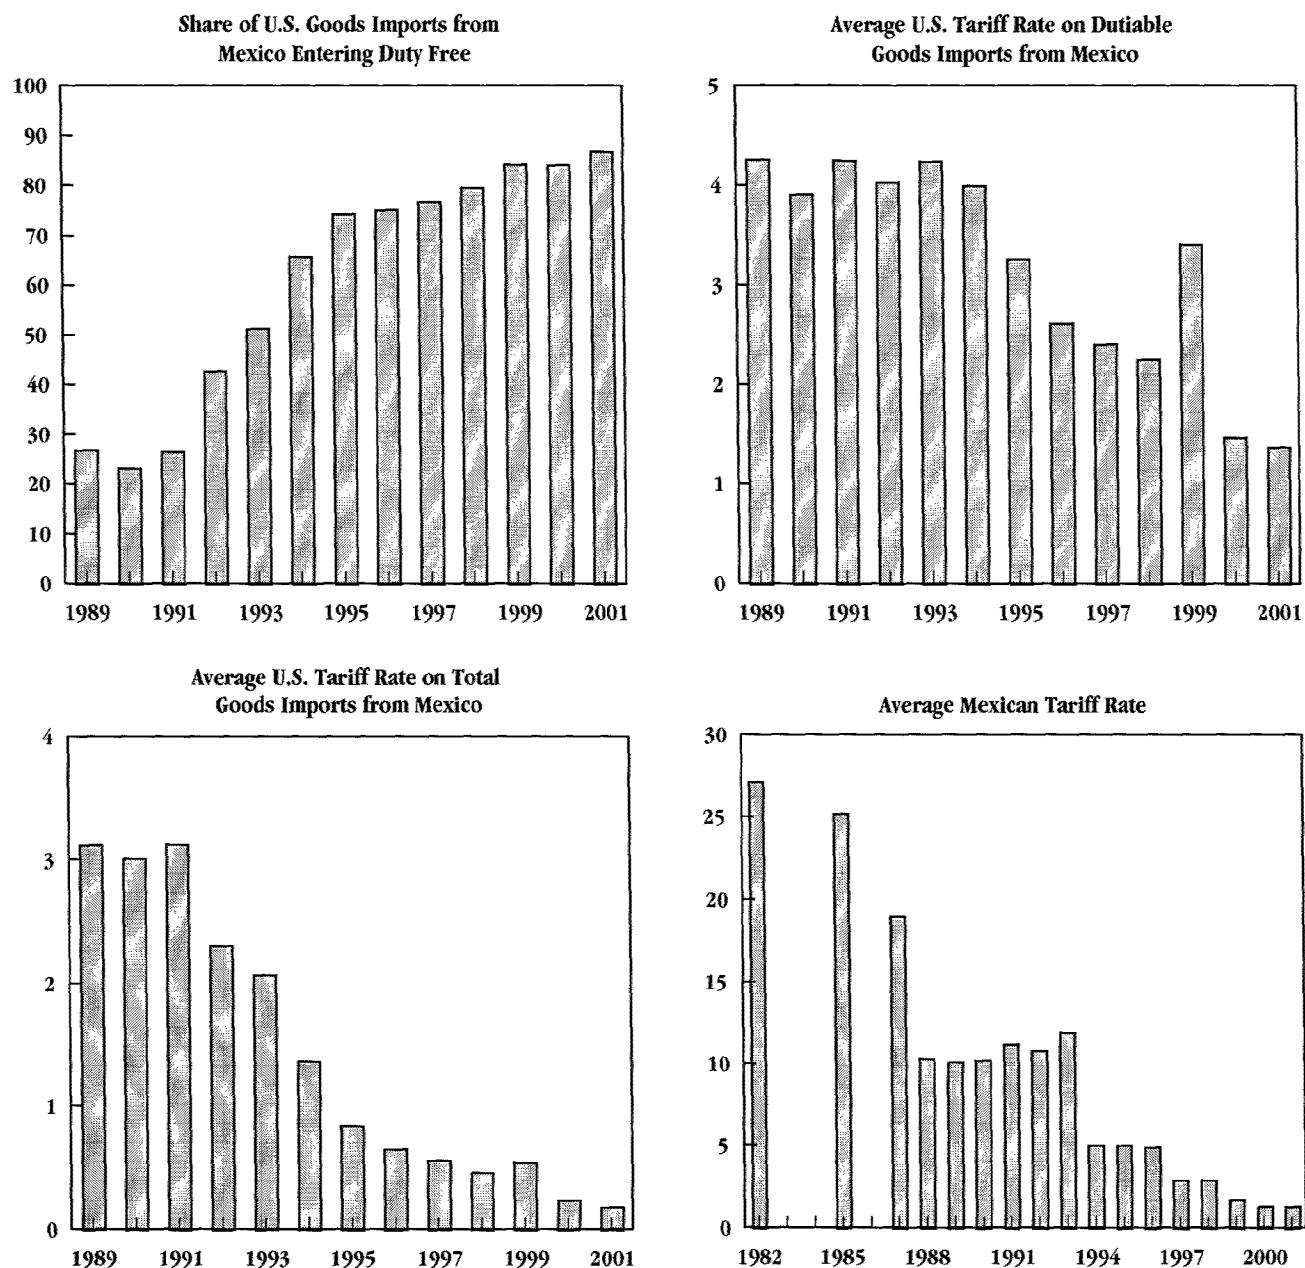 Share of U.S. Goods Imports from
Mexico Entering Duty Free
100
90
80
70
60
50
40
30
20
10
0
1989 1991 1993 1995 1997 1999 2001
Average U.S. Tariff Rate on Dutiable
Goods Imports from Mexico
5
4
3
2
1
0
1989 1991 1993 1995 1997 1999 2001
Average U.S. Tariff Rate on Total
Goods Imports from Mexico
4
3
2
1
0
1989 1991 1993 1995 1997 1999 2001
Average Mexican Tariff Rate
30
25
20
15
10
5
0
1982 1985 1988 1991 1994 1997 2000